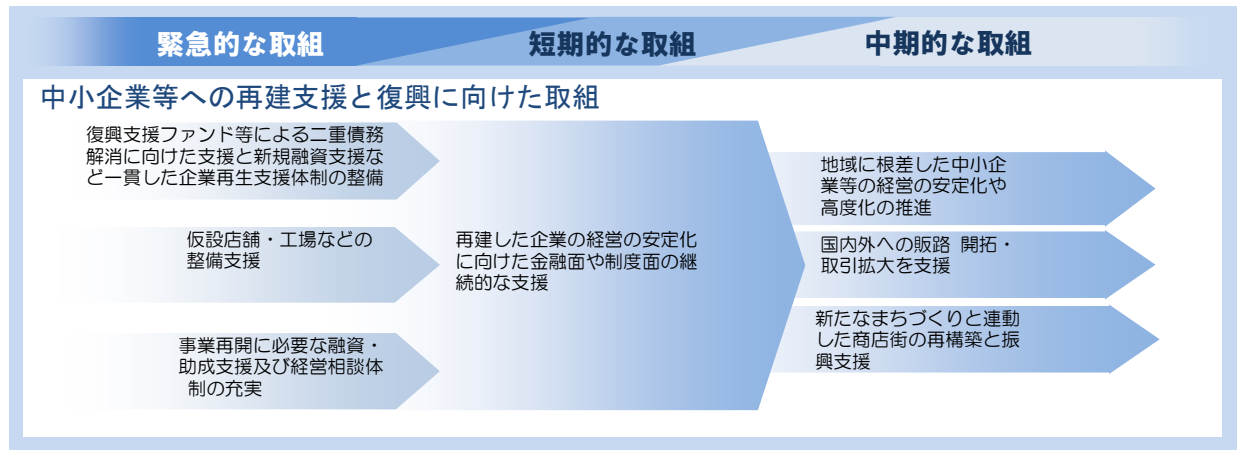 緊急的な取組
短期的な取組
中期的な取組
中小企業等への再建支援と復興に向けた取組
復興支援ファンド等による二重債務
解消に向けた支援と新規融資支援な
ど一貫した企業再生支援体制の整備
仮設店舗・工場などの
整備支援
事業再開に必要な融資・
助成支援及び経営相談体
制の充実
再建した企業の経営の安定化
に向けた金融面や制度面の継
続的な支援
地域に根差した中小企
業等の経営の安定化や
高度化の推進
国内外への販路 開拓・
取引拡大を支援
新たなまちづくりと連動
した商店街の再構築と振
興支援